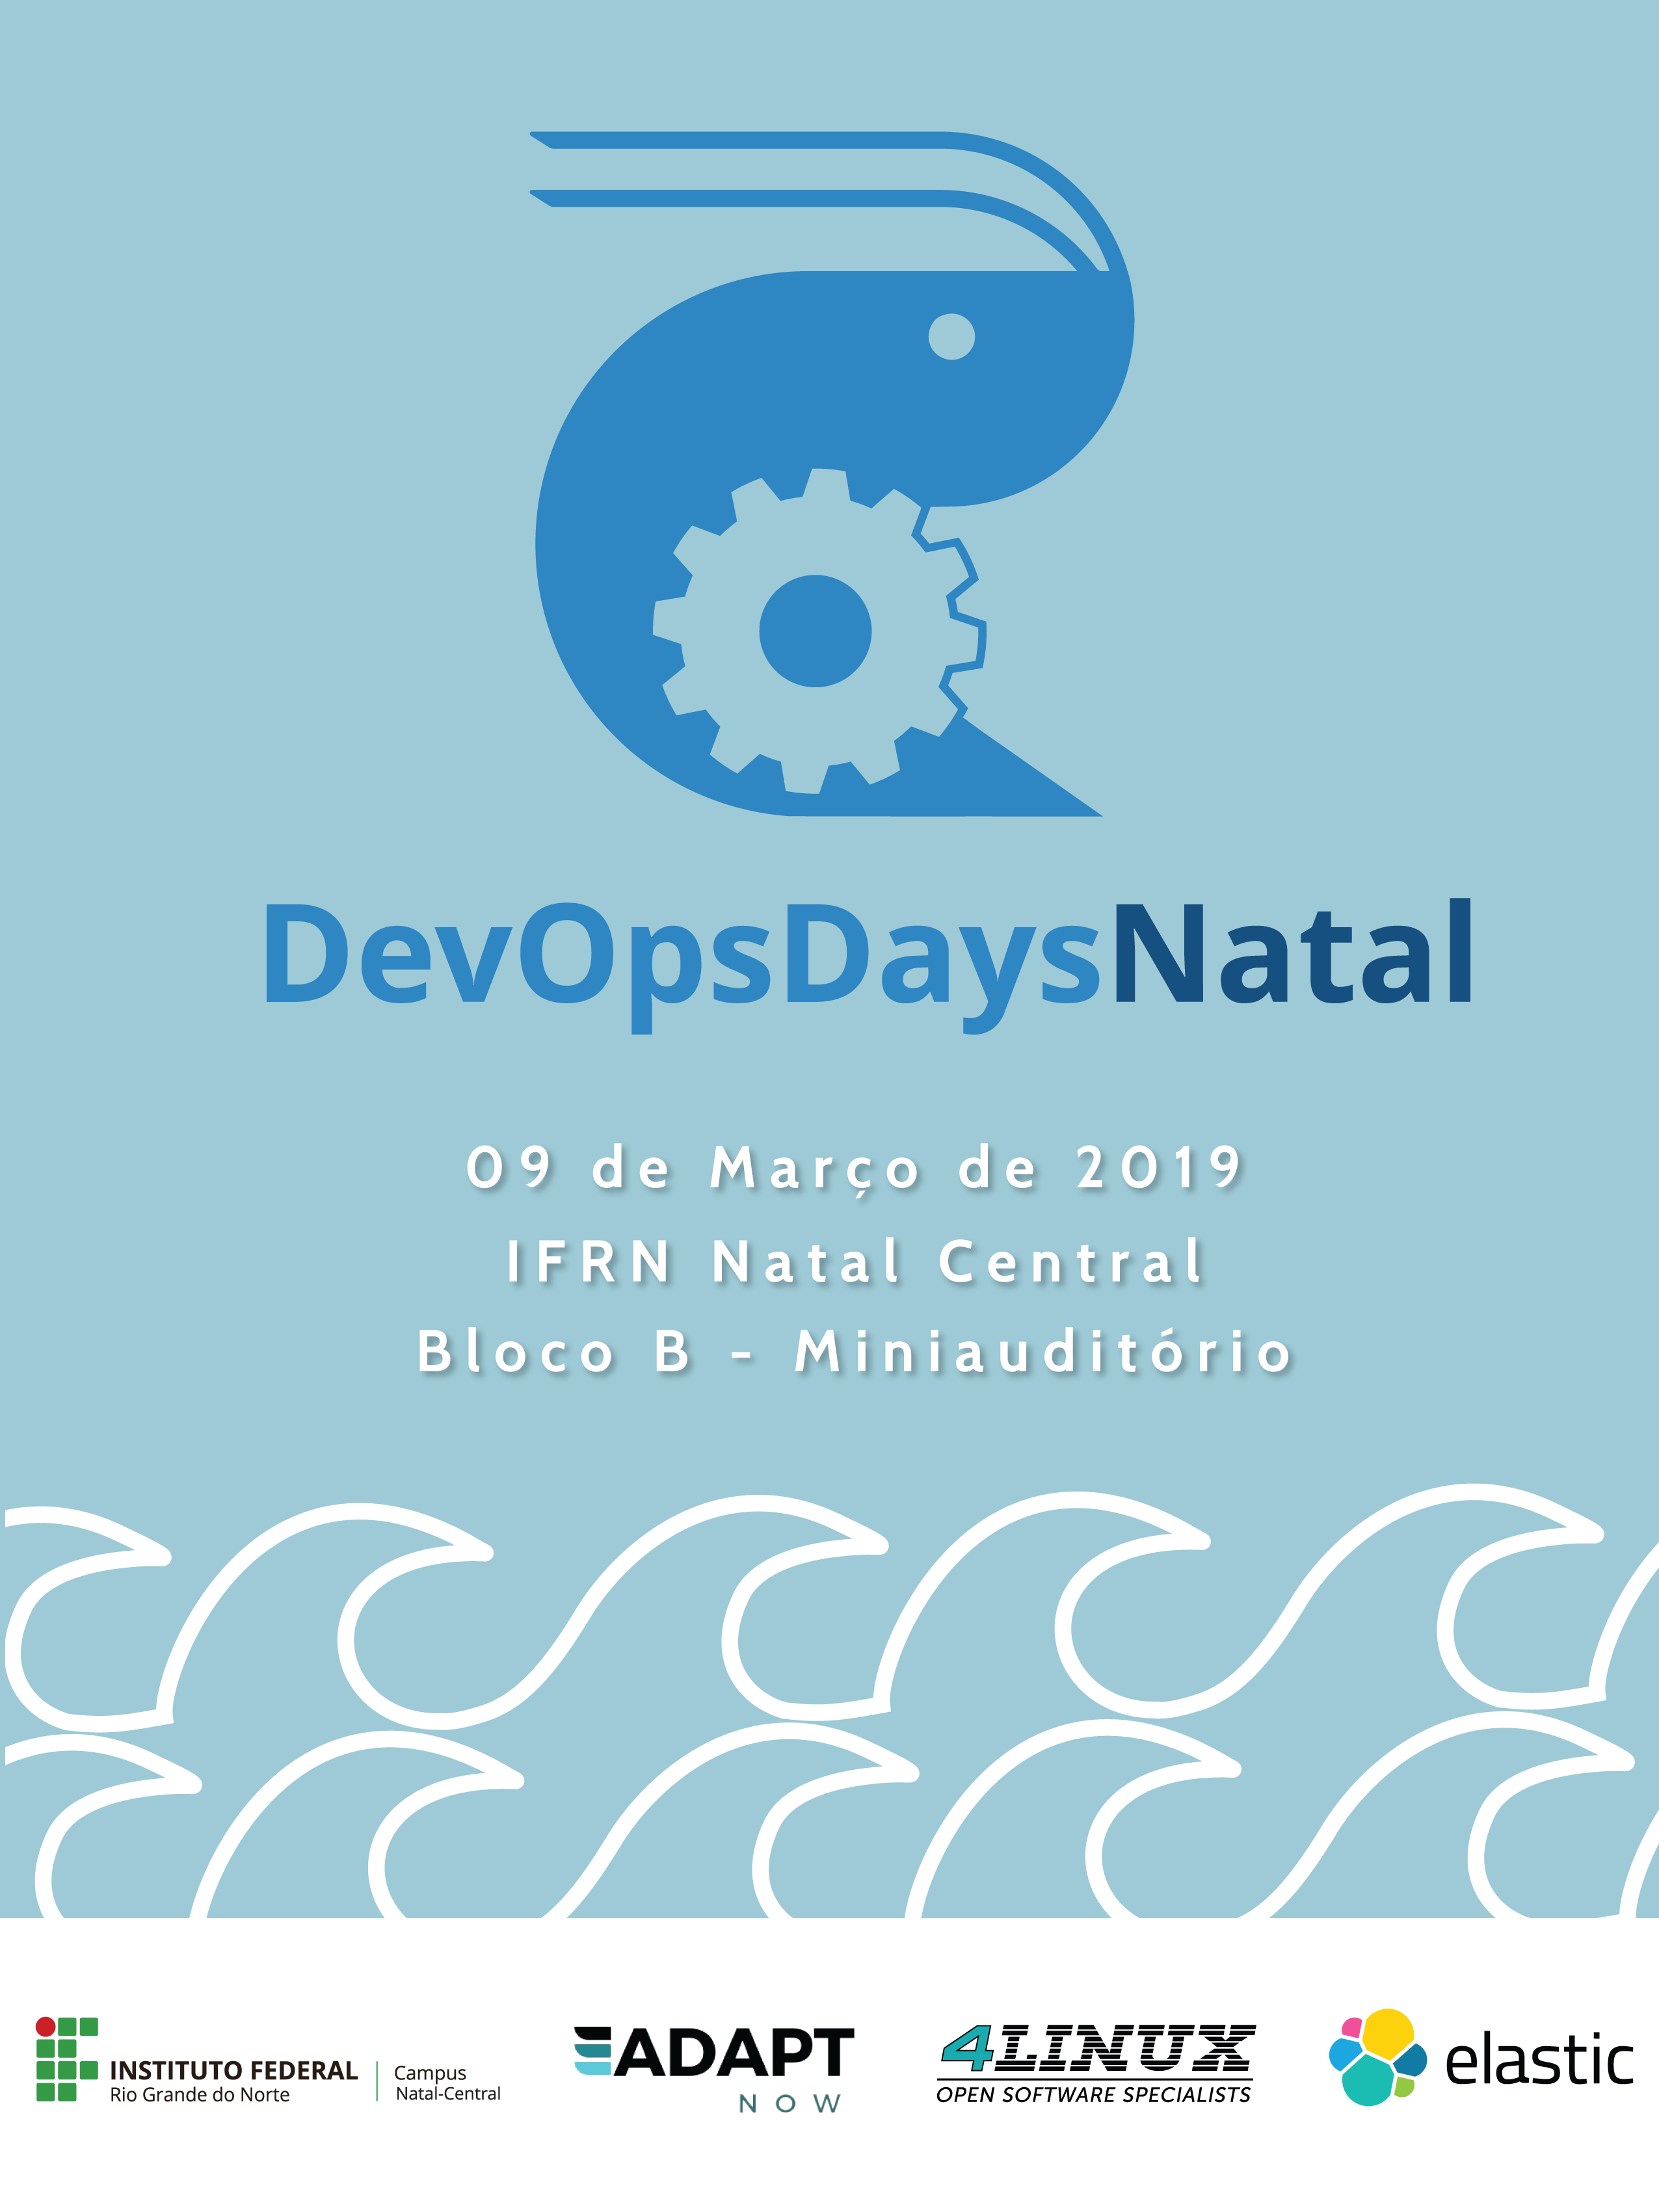 DevOpsDaysNatal
09 de Março de 2019
IFRN Natal Central
Bloco B - Miniauditório
INSTITUTO FEDERAL
Rio Grande do Norte
Campus
Natal-Central
ADAPT
NOW
4LINUX
OPEN SOFTWARE SPECIALISTS
elastic